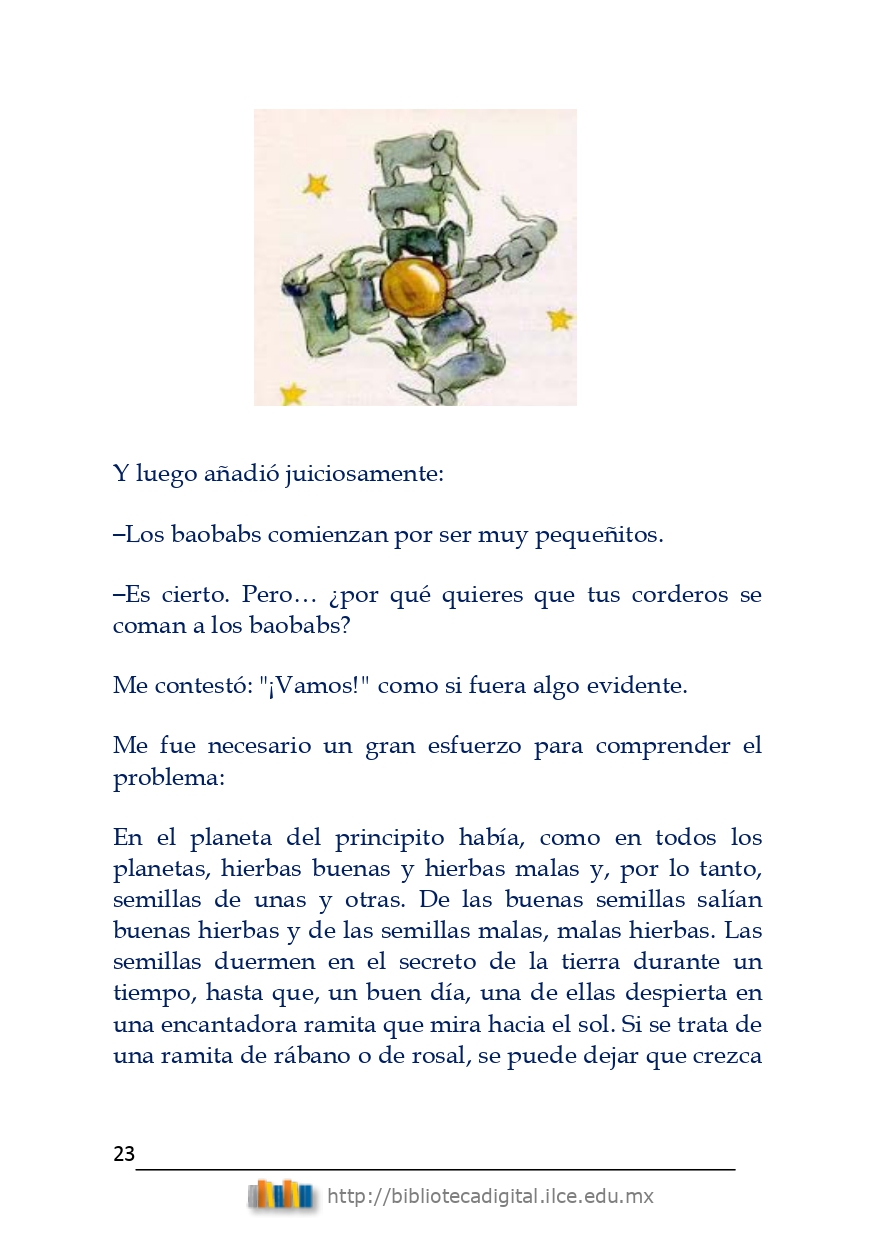 Y luego añadió juiciosamente:
–Los baobabs comienzan por ser muy pequeñitos.
–Es cierto. Pero… ¿por qué quieres que tus corderos se
coman a los baobabs?
Me contestó: "¡Vamos!" como si fuera algo evidente.
Me fue necesario un gran esfuerzo para comprender el
problema:
En el planeta del principito había, como en todos los
planetas, hierbas buenas y hierbas malas y, por lo tanto,
semillas de unas y otras. De las buenas semillas salían
buenas hierbas y de las semillas malas, malas hierbas. Las
semillas duermen en el secreto de la tierra durante un
tiempo, hasta que, un buen día, una de ellas despierta en
una encantadora ramita que mira hacia el sol. Si se trata de
una ramita de rábano o de rosal, se puede dejar que crezca
23
http://bibliotecadigital.ilce.edu.mx